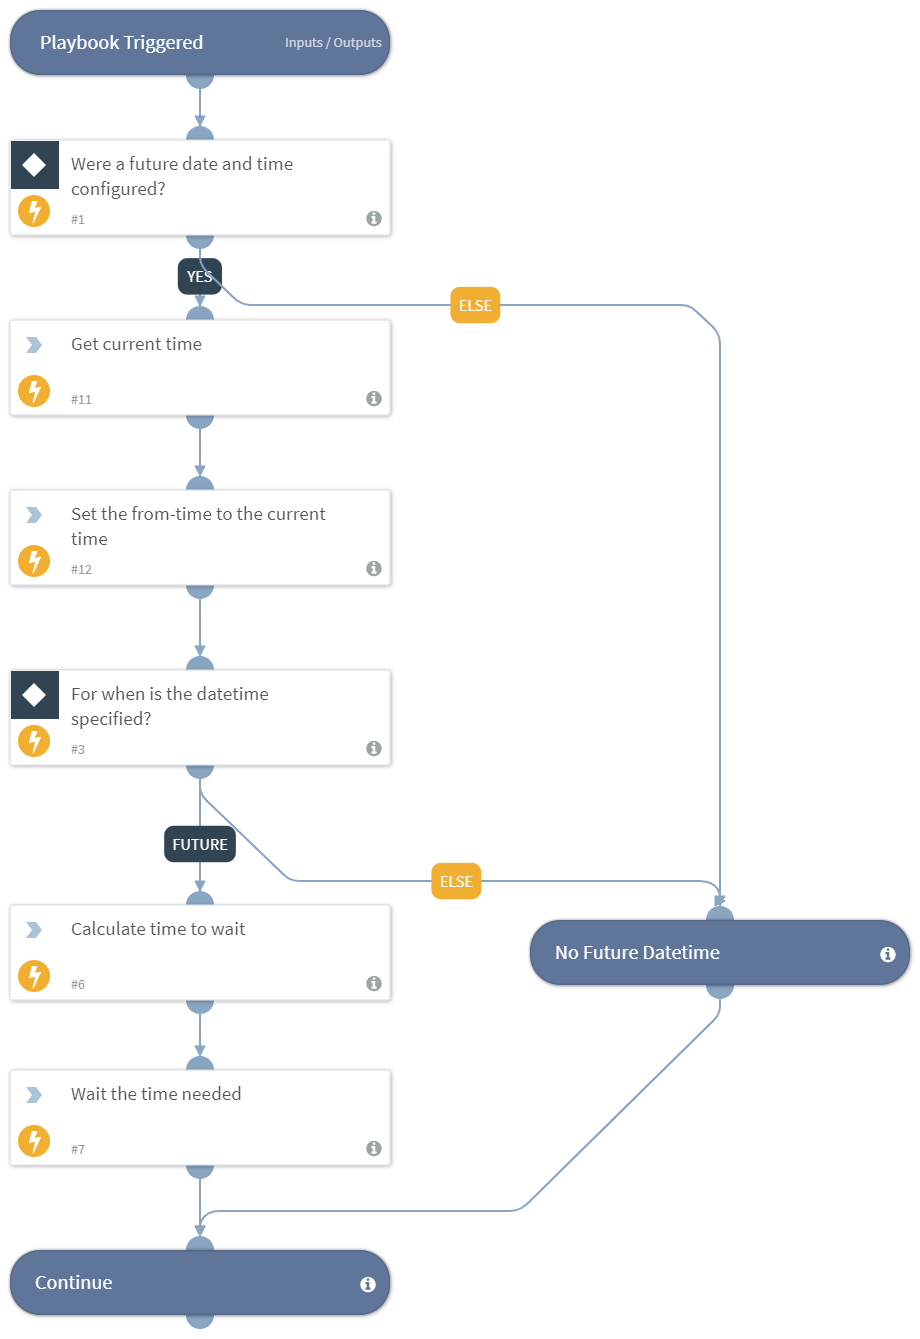 Playbook Triggered
Inputs / Outputs
Were a future date and time
configured?
#1
YES
ELSE
Get current time
#11
Set the from-time to the current
time
#12
For when is the datetime
specified?
#3
FUTURE
ELSE
Calculate time to wait
#6
No Future Datetime
Wait the time needed
#7
Continue